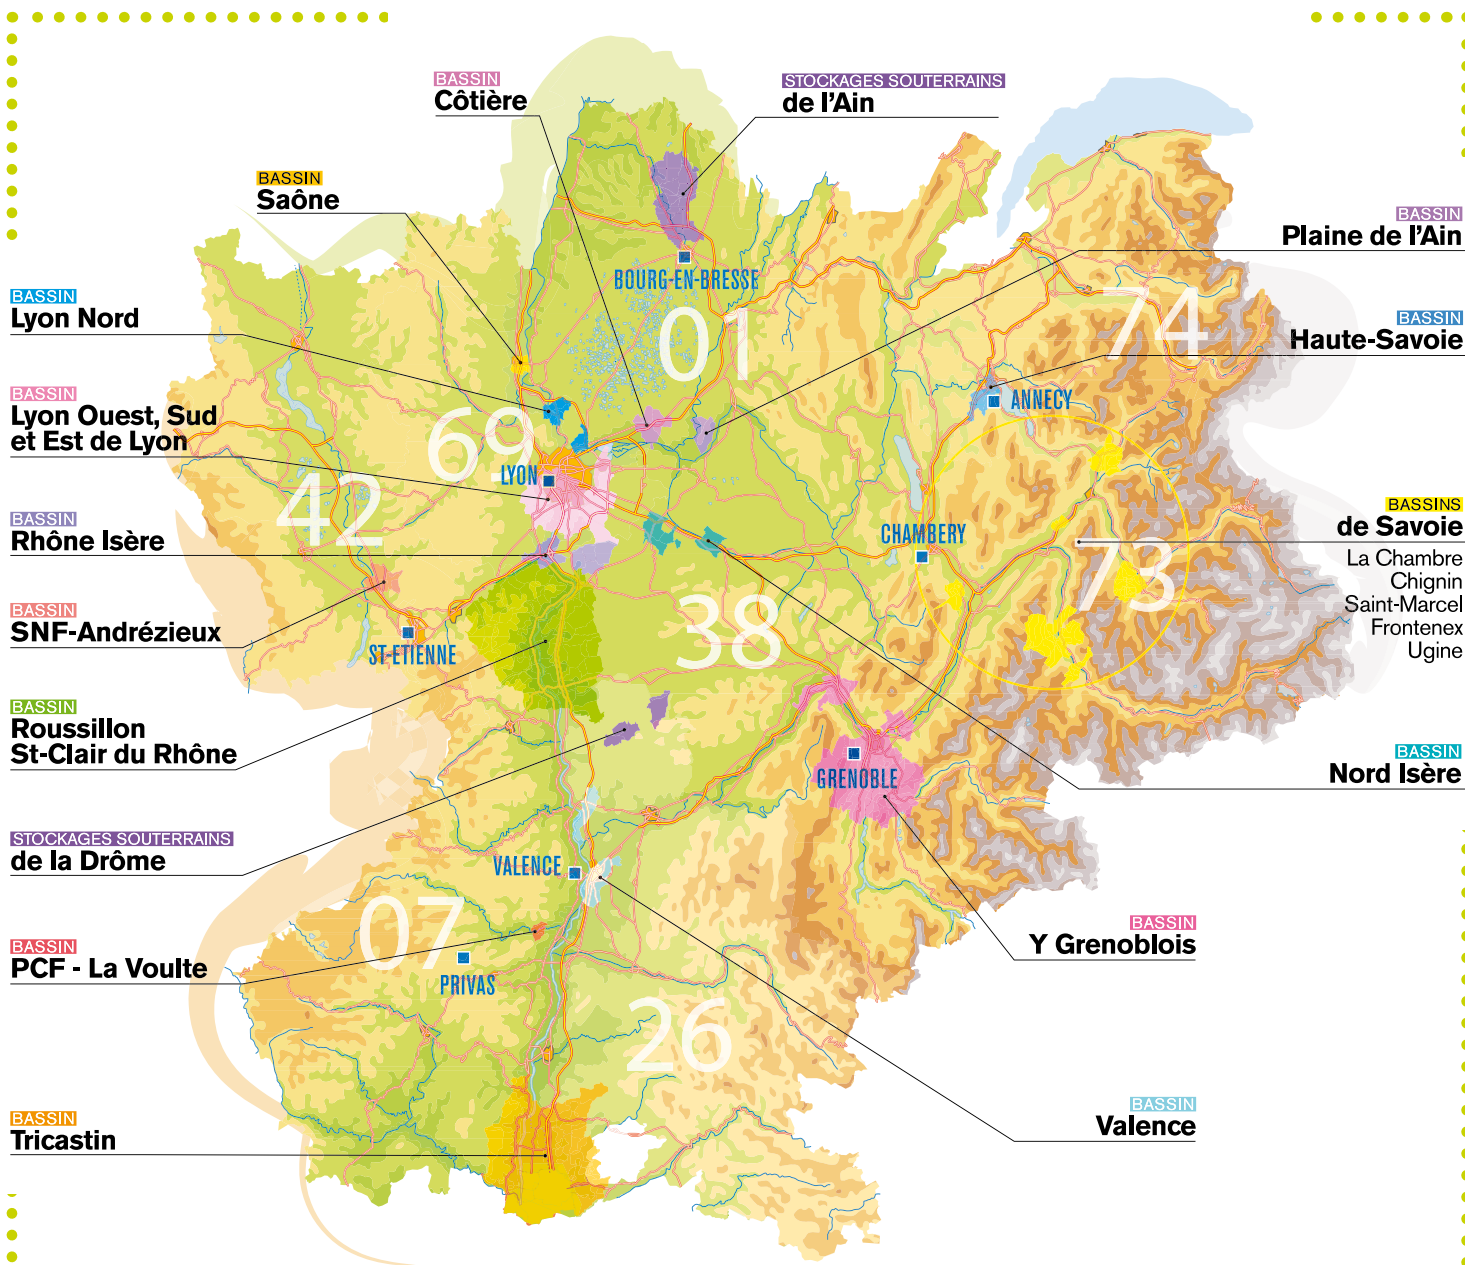 BASSIN
Côtière
STOCKAGES SOUTERRAINS
de l'Ain
BASSIN
Saône
BASSIN
Plaine de l'Ain
BASSIN
Lyon Nord
BASSIN
Haute-Savoie
BASSIN
Lyon Ouest, Sud
et Est de Lyon
BASSINS
de Savoie
La Chambre
Chignin
Saint-Marcel
Frontenex
Ugine
BASSIN
Rhône Isère
BASSIN
SNF-Andrézieux
BASSIN
Roussillon
St-Clair du Rhône
BASSIN
Nord Isère
STOCKAGES SOUTERRAINS
de la Drôme
BASSIN
Y Grenoblois
BASSIN
PCF - La Voulte
BASSIN
Valence
BASSIN
Tricastin
BOURG-EN-BRESSE
01
74
ANNECY
69
LYON
42
CHAMBERY
73
38
ST-ETIENNE
GRENOBLE
VALENCE
07
PRIVAS
26